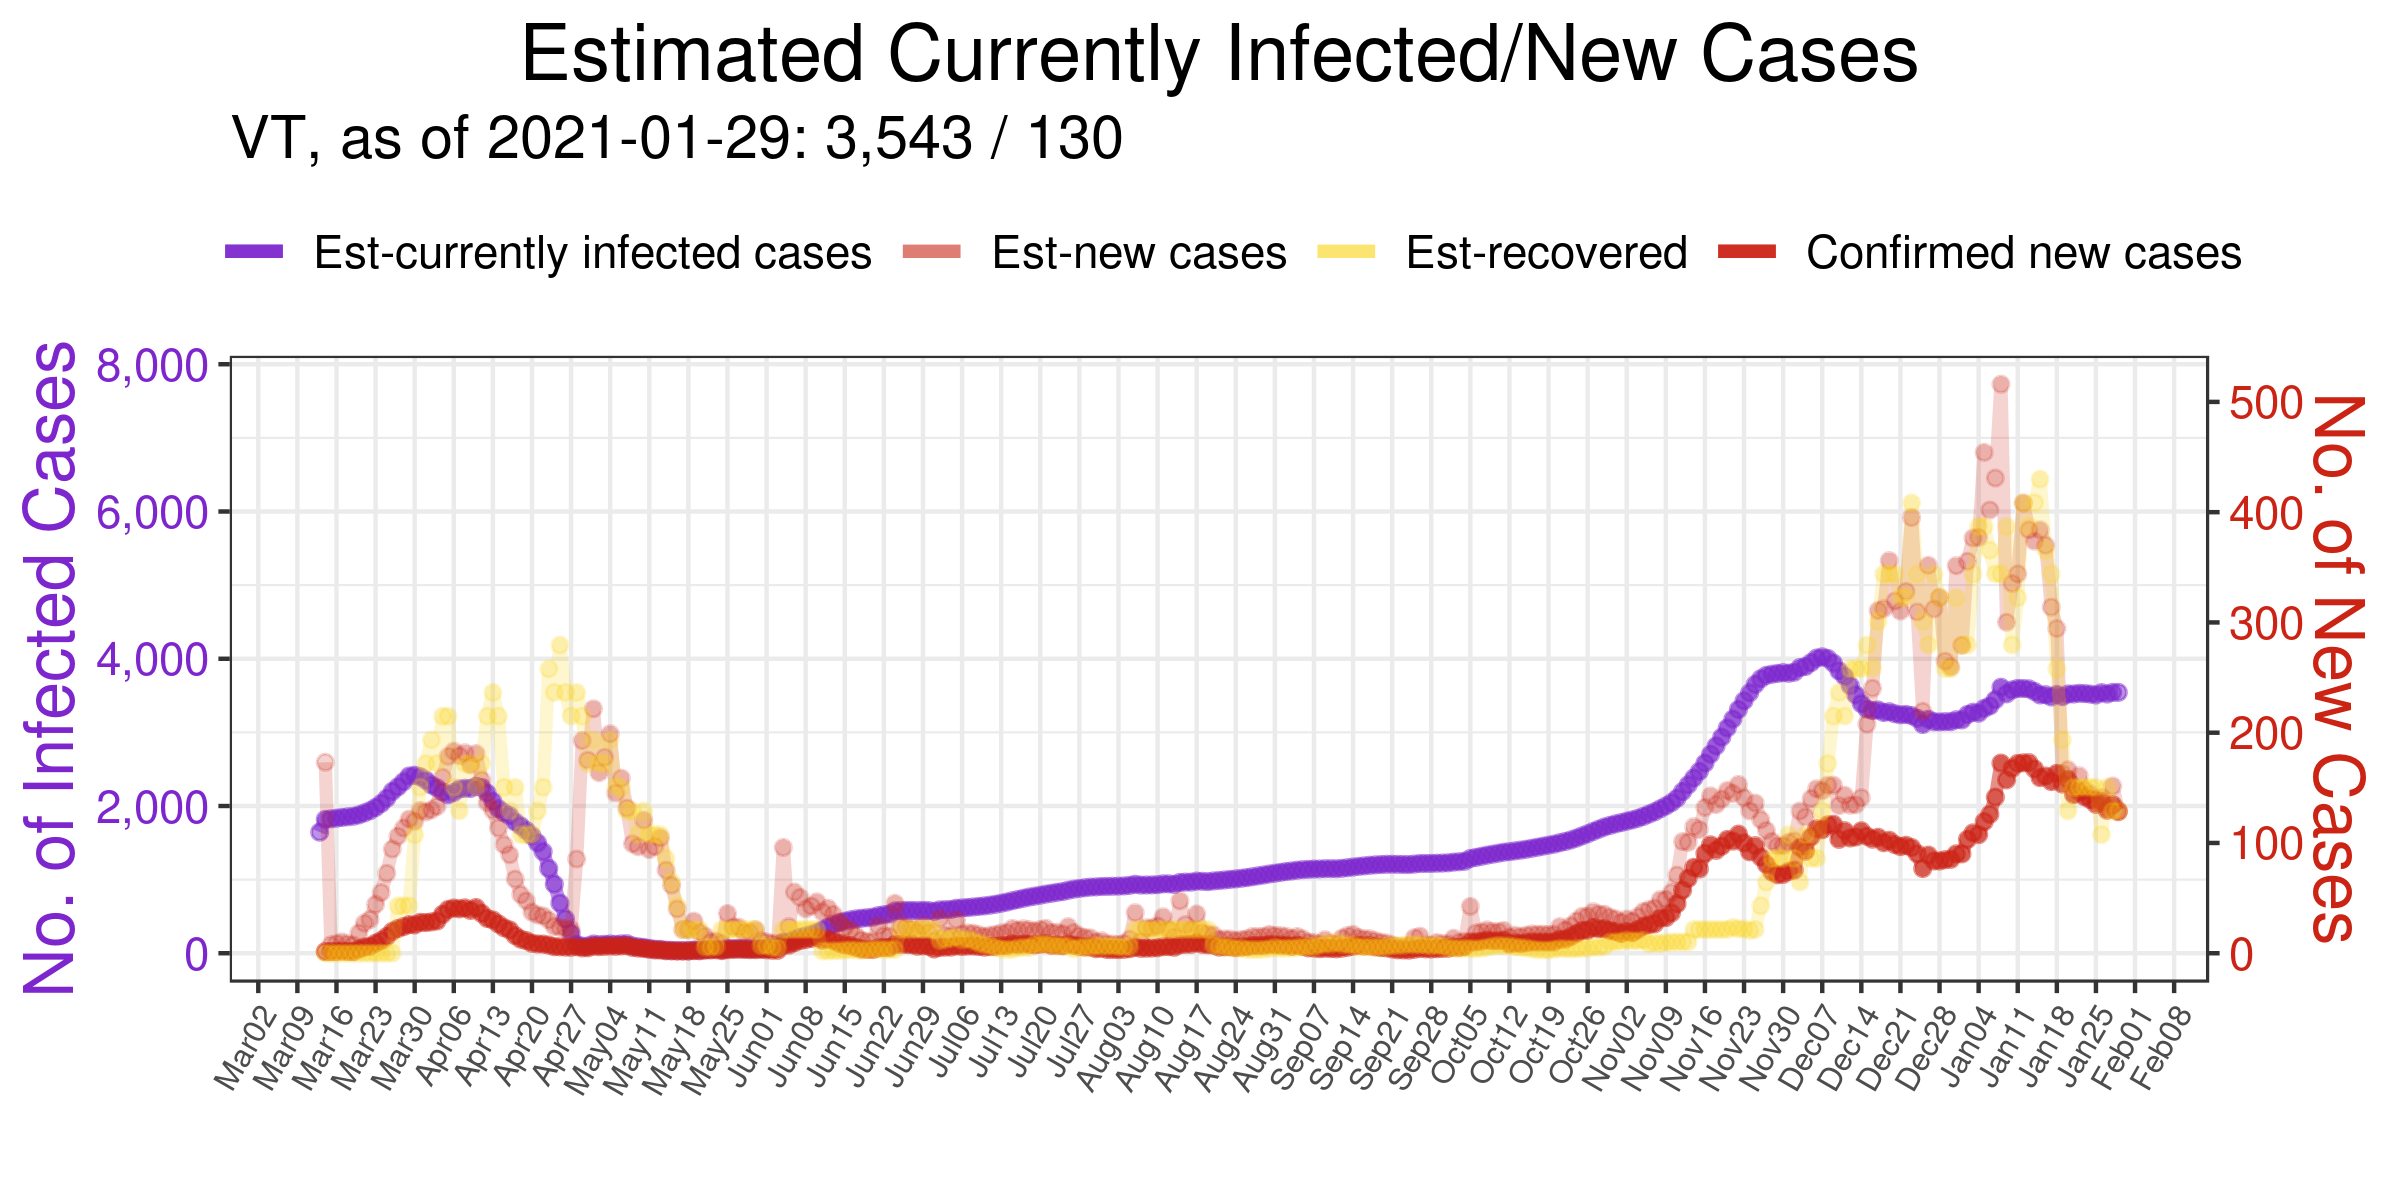 Estimated Currently Infected/New Cases
VT, as of 2021-01-29: 3,543 / 130
Est-currently infected cases
Est-new cases
Est-recovered
Confirmed new cases
No. of Infected Cases
8,000
6,000
4,000
2,000
0
No. of New Cases
500
400
300
200
100
0
Mar02
Mar09
Mar16
Mar23
Mar30
Apr06
Apr13
Apr20
Apr27
May04
May11
May18
May25
Jun01
Jun08
Jun15
Jun22
Jun29
Jul06
Jul13
Jul20
Jul27
Aug03
Aug10
Aug17
Aug24
Aug31
Sep07
Sep14
Sep21
Sep28
Oct05
Oct12
Oct19
Oct26
Nov02
Nov09
Nov16
Nov23
Nov30
Dec07
Dec14
Dec21
Dec28
Jan04
Jan11
Jan18
Jan25
Feb01
Feb08